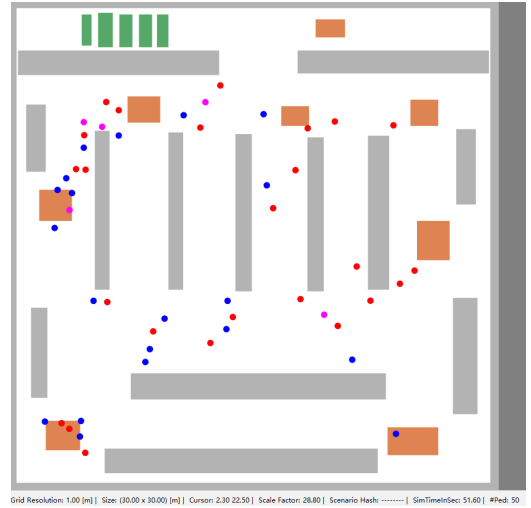 Grid Resolution: 1.00 [m] | Size: (30.00 x 30.00) [m] | Cursor: 2.30 22.50 | Scale Factor: 28.80 | Scenario Hash: -------- | SimTimeInSec: 51.60 | #Ped: 50